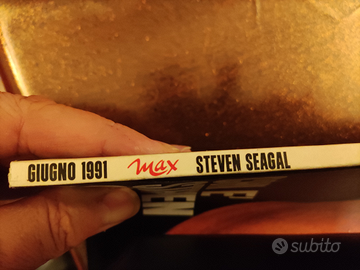 GIUGNO 1991 max STEVEN SEAGAL
subito